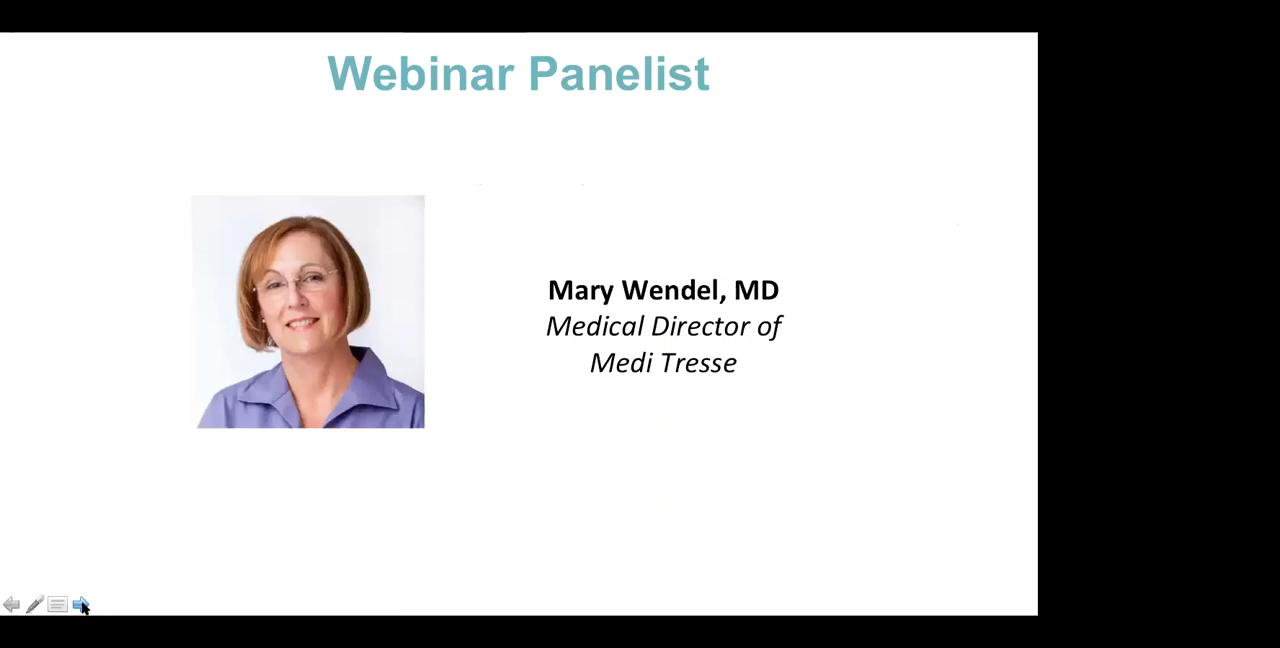 Webinar Panelist
Mary Wendel, MD
Medical Director of
Medi Tresse